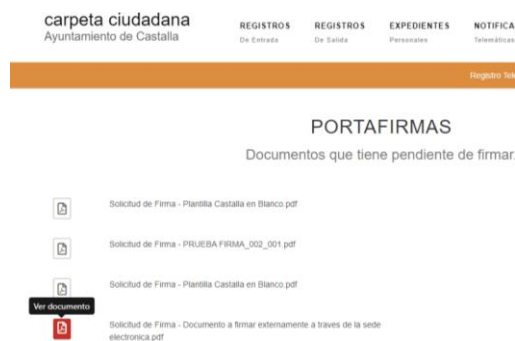 carpeta ciudadana
Ayuntamiento de Castalla
REGISTROS
De Entrada
REGISTROS
De Salida
EXPEDIENTES
Personales
NOTIFICA
Telemáticas
Registro Tel
PORTAFIRMAS
Documentos que tiene pendiente de firmar.
Solicitud de Firma - Plantilla Castalla en Blanco.pdf
Solicitud de Firma - PRUEBA FIRMA_002_001.pdf
Solicitud de Firma - Plantilla Castalla en Blanco.pdf
Ver documento
Solicitud de Firma - Documento a firmar externamente a traves de la sede
electronica.pdf